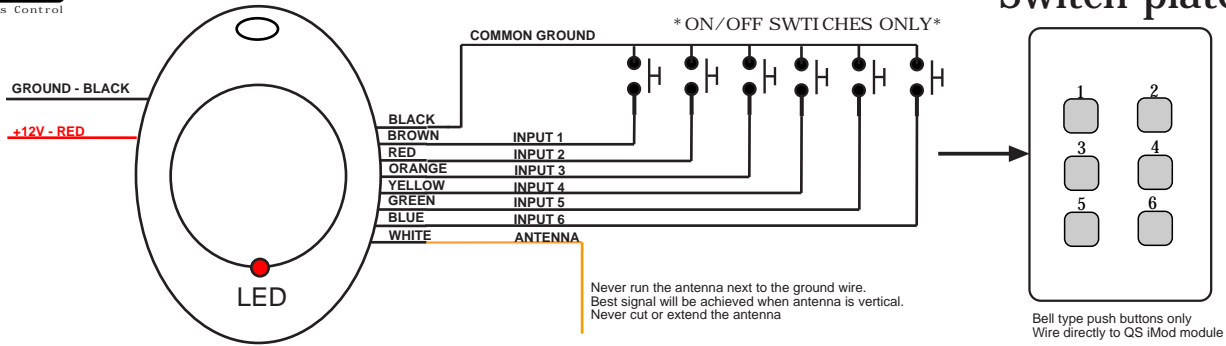 s Control
Switch plate
*ON/OFF SWTICHES ONLY*
COMMON GROUND
GROUND - BLACK
+12V - RED
BLACK
BROWN INPUT 1
RED INPUT 2
ORANGE INPUT 3
YELLOW INPUT 4
GREEN INPUT 5
BLUE INPUT 6
WHITE ANTENNA
LED
Never run the antenna next to the ground wire.
Best signal will be achieved when antenna is vertical.
Never cut or extend the antenna
1 2
3 4
5 6
Bell type push buttons only
Wire directly to QS iMod module